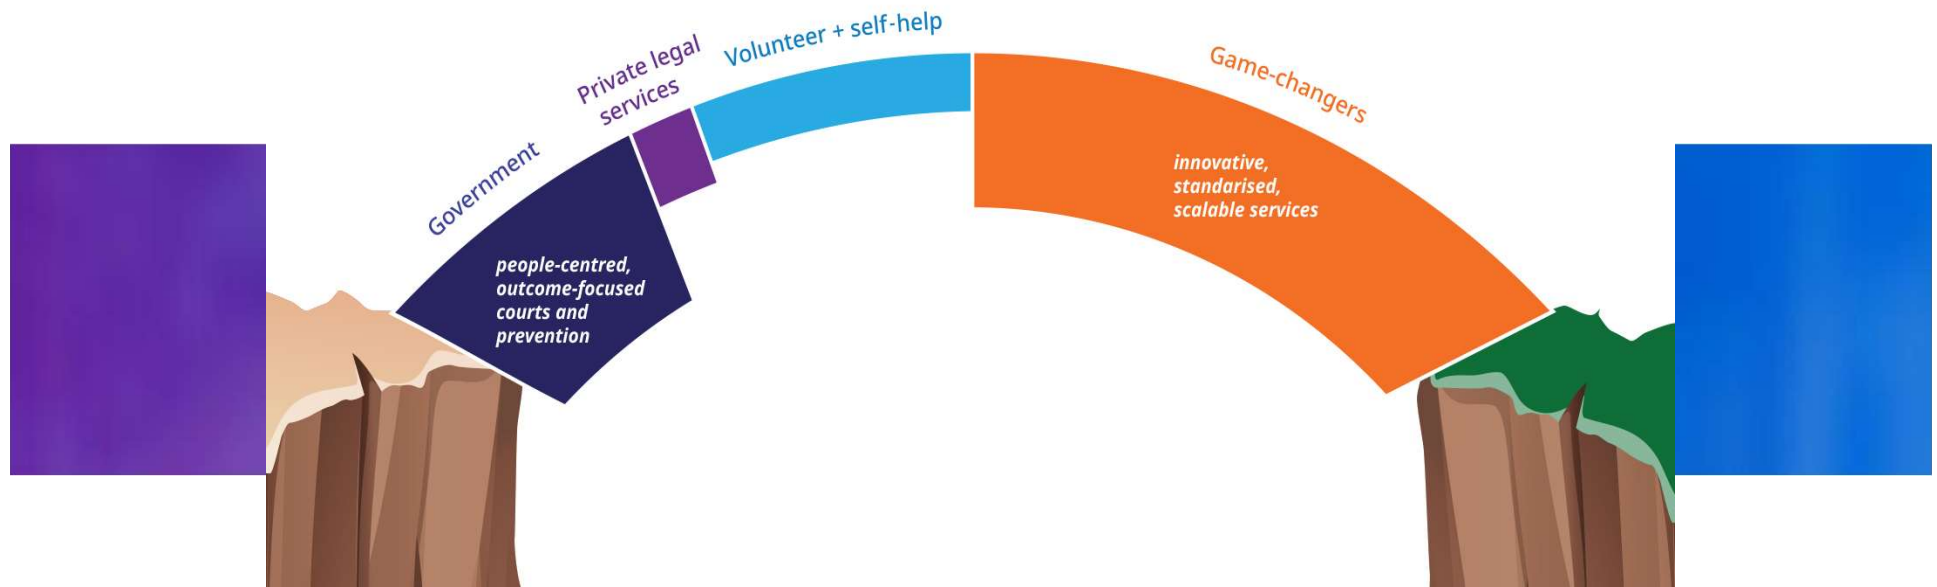 Government
people-centred,
outcome-focused
courts and
prevention
Private legal
services
Volunteer + self-help
Game-changers
innovative,
standarised,
scalable services